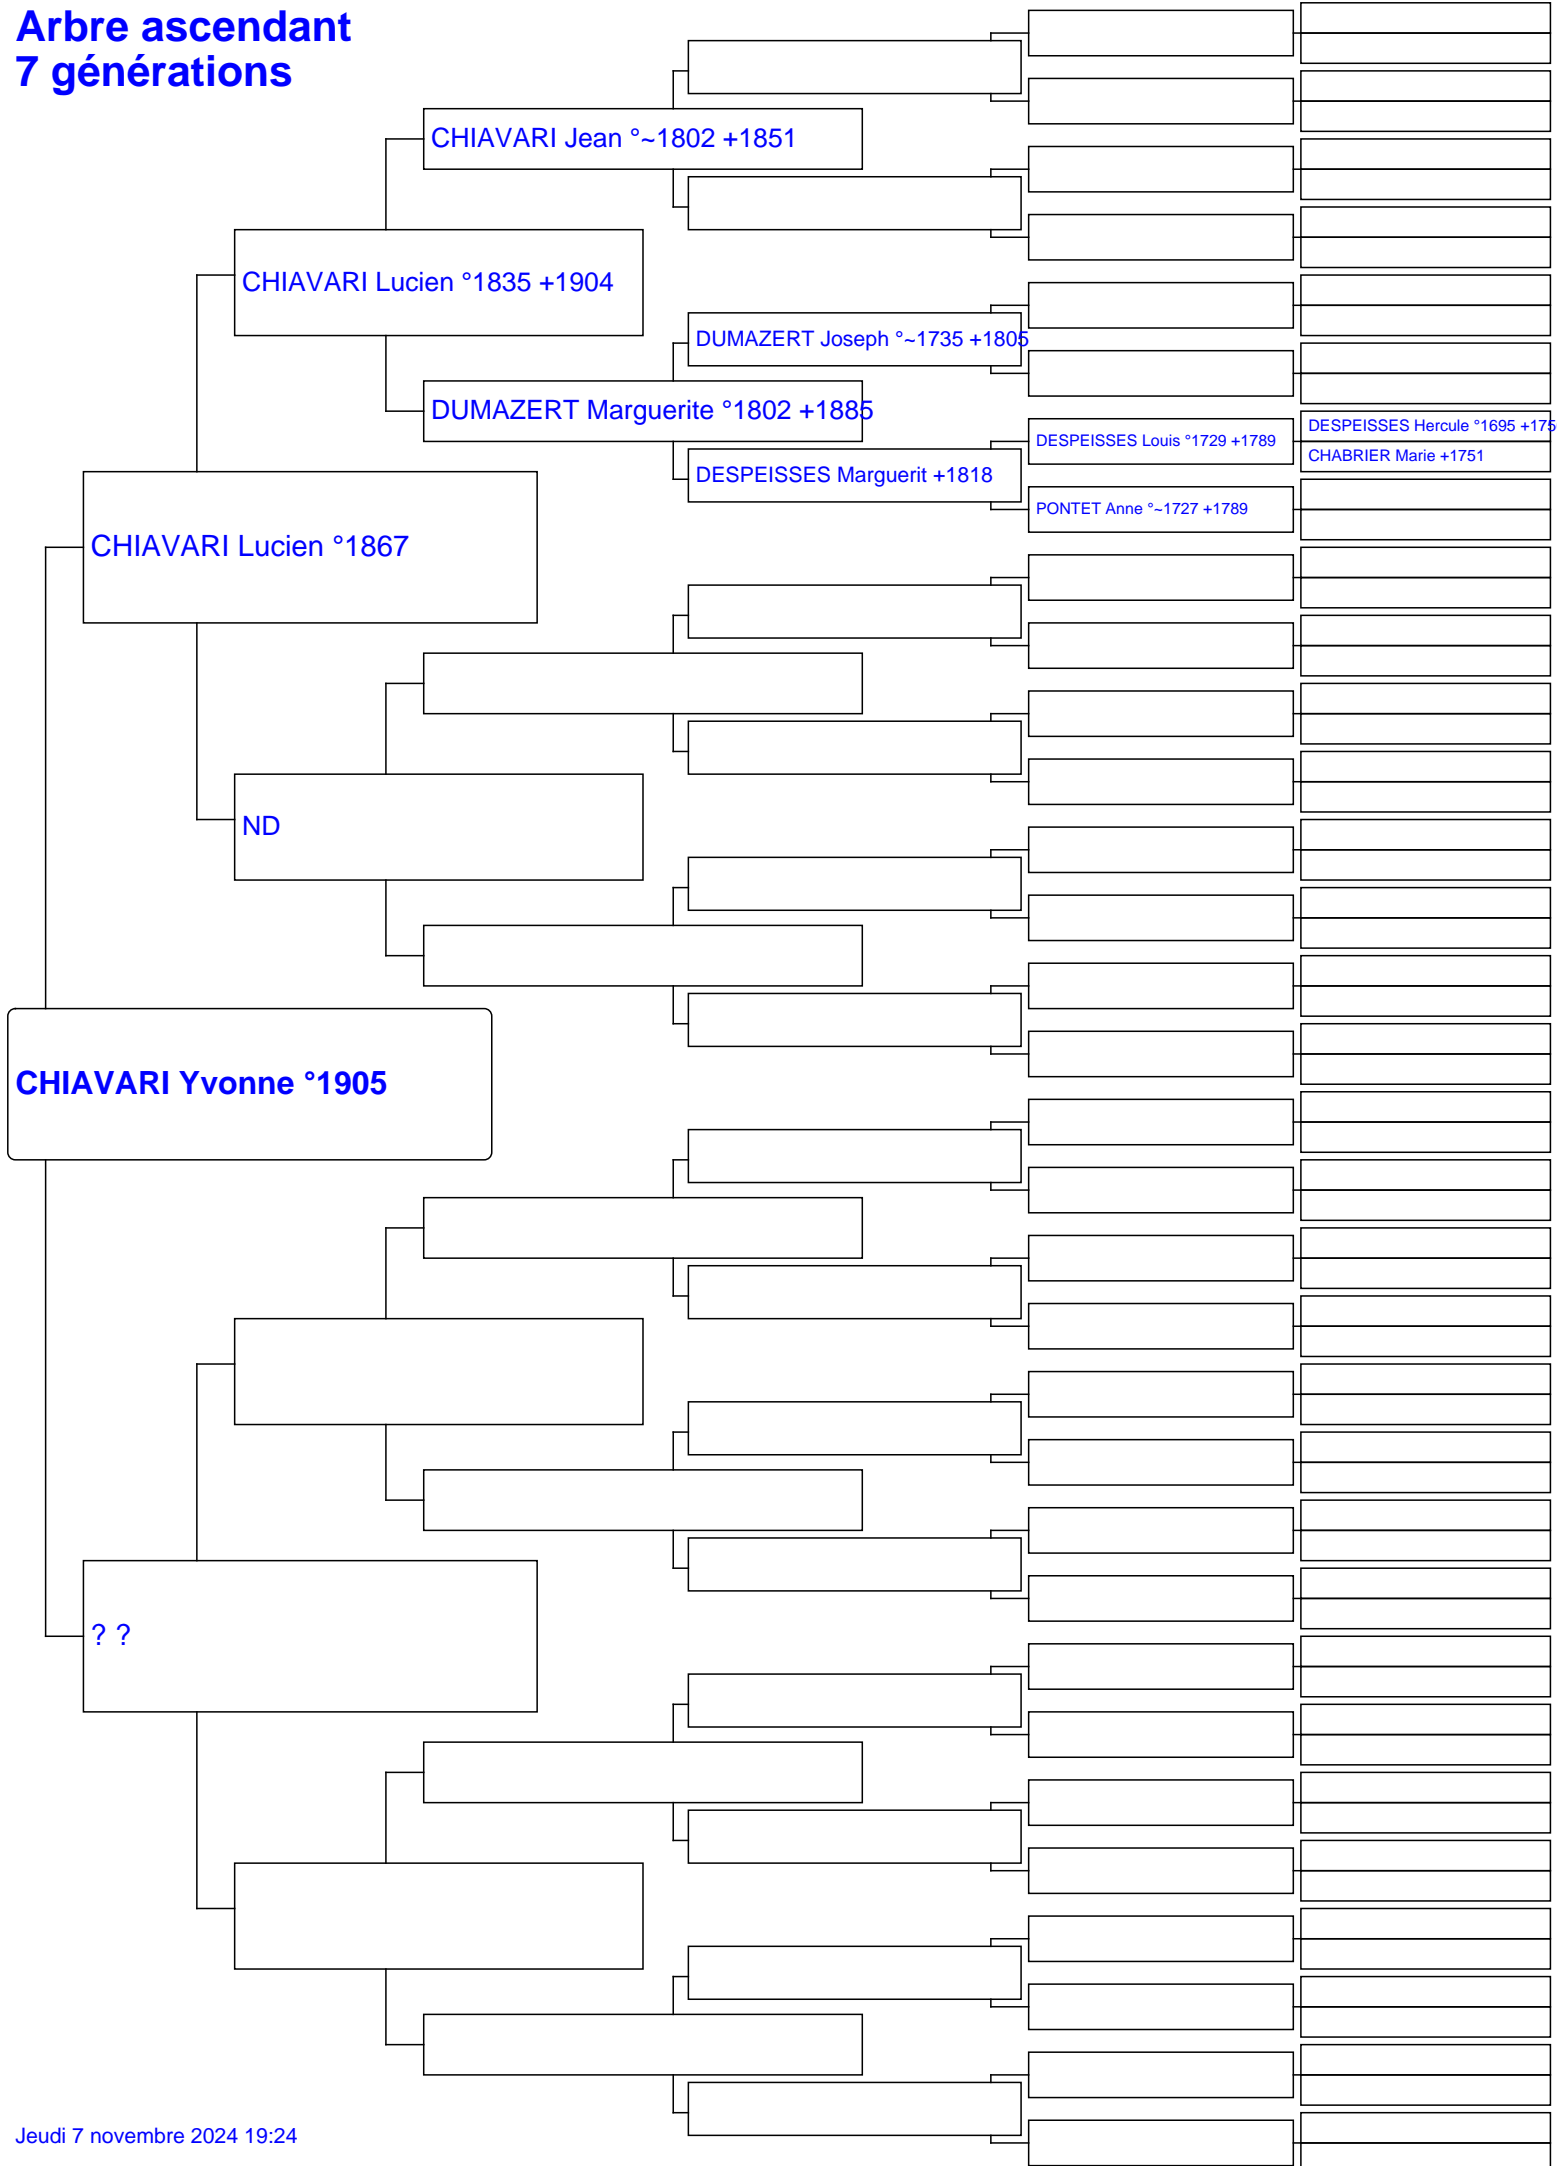 Arbre ascendant
7 générations
CHIAVARI Jean °~1802 +1851
CHIAVARI Lucien °1835 +1904
DUMAZERT Joseph °~1735 +1805
DUMAZERT Marguerite °1802 +1885
DESPEISSES Hercule °1695 +175
DESPEISSES Louis °1729 +1789
CHABRIER Marie +1751
DESPEISSES Marguerit +1818
PONTET Anne °~1727 +1789
CHIAVARI Lucien °1867
ND
CHIAVARI Yvonne °1905
? ?
Jeudi 7 novembre 2024 19:24